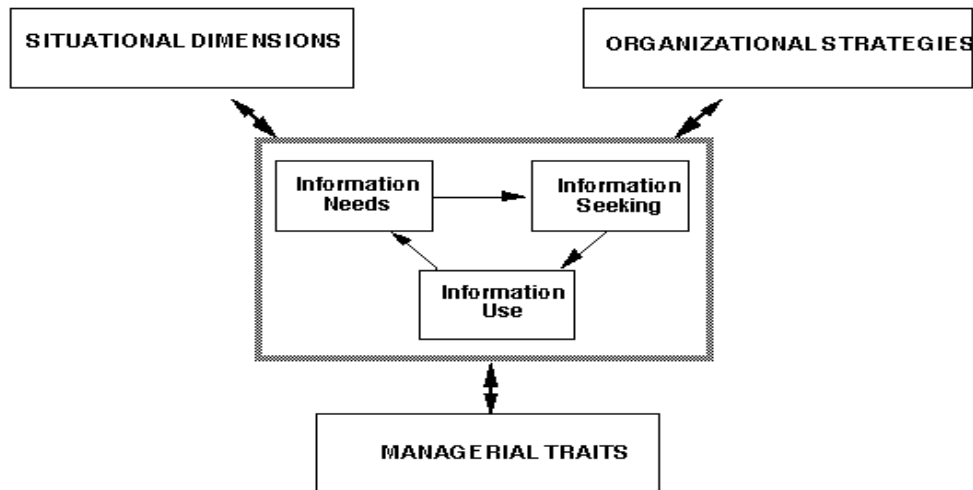 SITUATIONAL DIMENSIONS
ORGANIZATIONAL STRATEGIES
Information
Needs
Information
Seeking
Information
Use
MANAGERIAL TRAITS